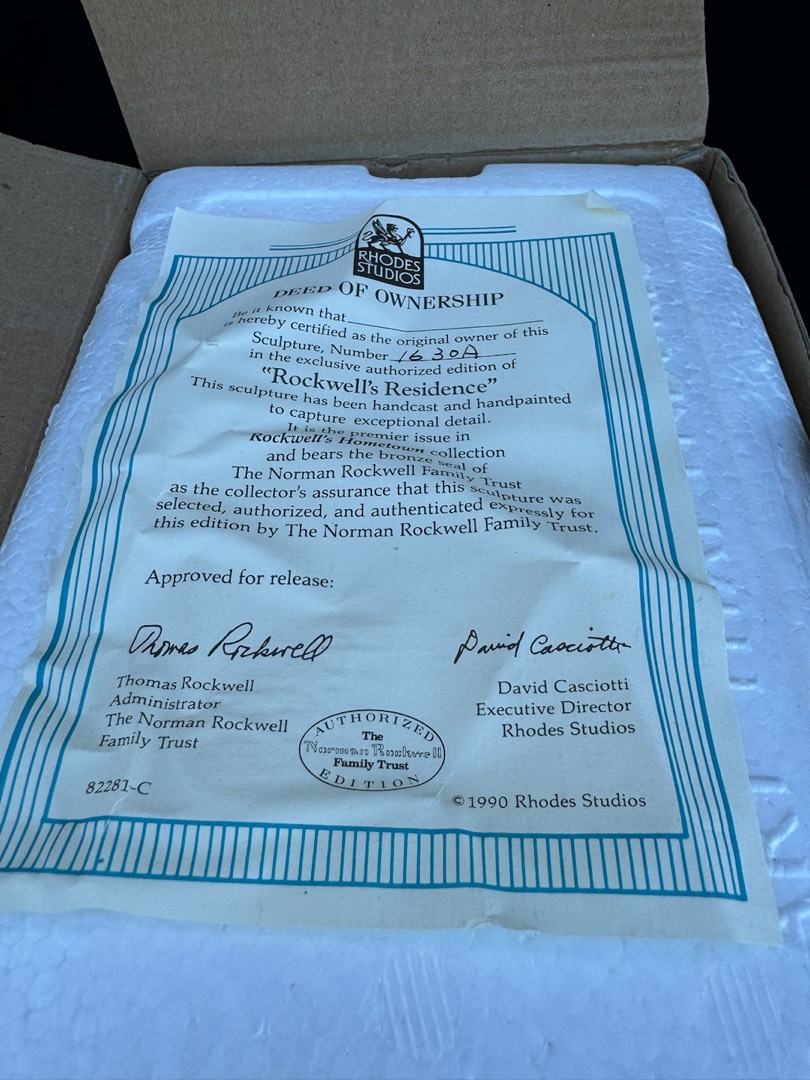 RHODES
STUDIOS
DEED OF OWNERSHIP
Be it known that
is hereby certified as the original owner of this
Sculpture, Number 1630A
in the exclusive authorized edition of
"Rockwell's Residence"
This sculpture has been handcast and handpainted
to capture exceptional detail.
It is the premier issue in
Rockwell's Hometown collection
and bears the bronze seal of
The Norman Rockwell Family Trust
as the collector's assurance that this sculpture was
selected, authorized, and authenticated expressly for
this edition by The Norman Rockwell Family Trust.
Approved for release:
Thomas Rockwell
Thomas Rockwell
Administrator
The Norman Rockwell
Family Trust
82281-C
AUTHORIZED
The
Norman Rockwell
Family Trust
EDITION
David Casciotti
David Casciotti
Executive Director
Rhodes Studios
©1990 Rhodes Studios